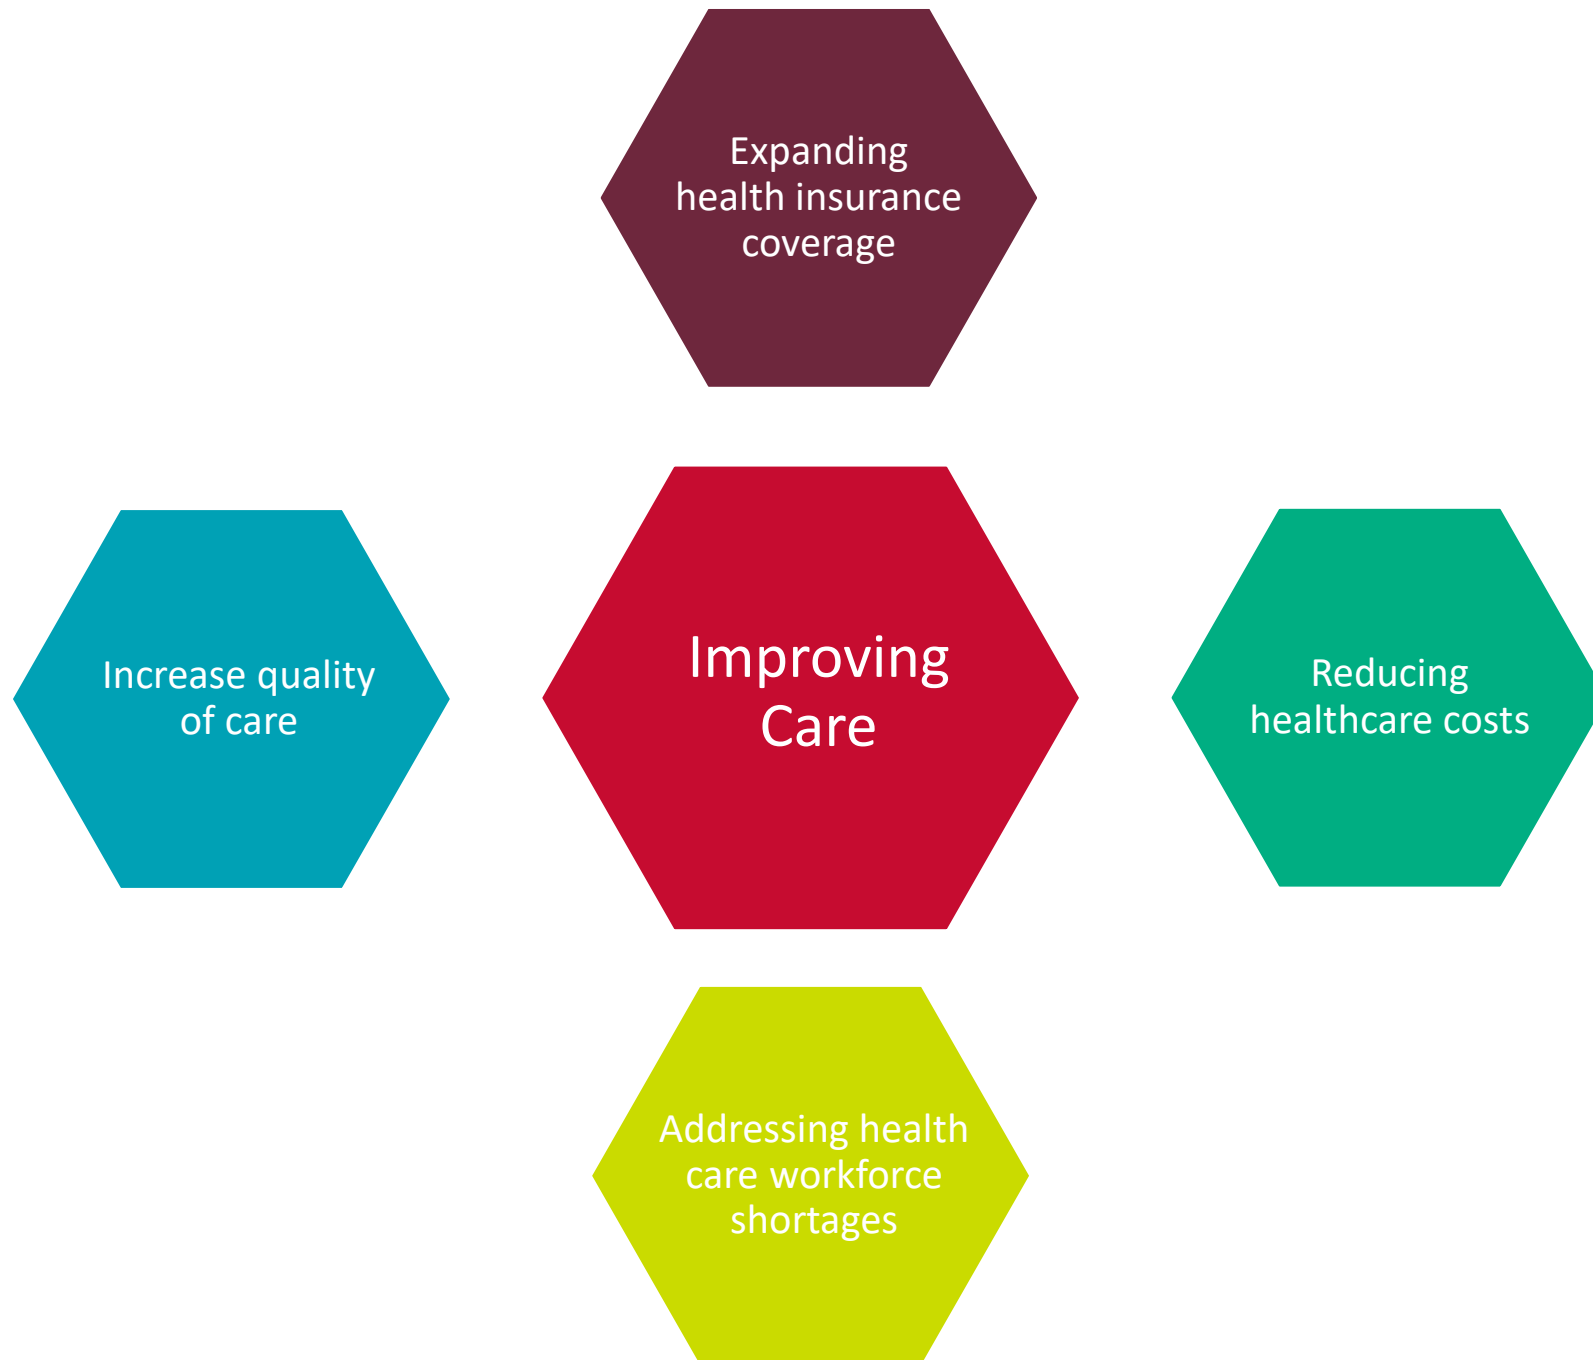 Expanding
health insurance
coverage
Increase quality
of care
Improving
Care
Reducing
healthcare costs
Addressing health
care workforce
shortages